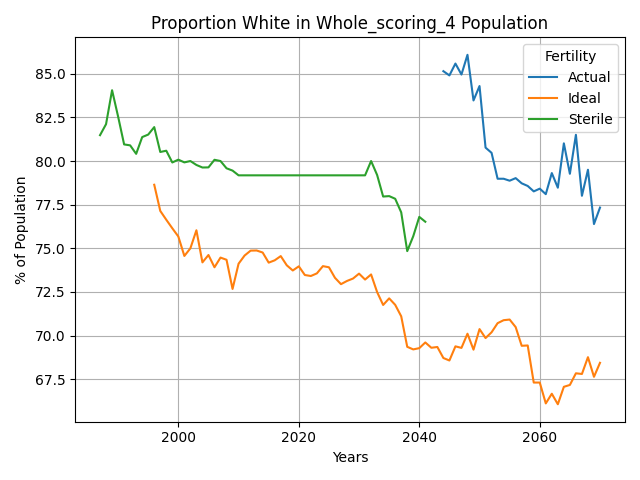 Proportion White in Whole_scoring_4 Population
Fertility
Actual
Ideal
Sterile
% of Population
85.0
82.5
80.0
77.5
75.0
72.5
70.0
67.5
2000
2020
2040
2060
Years